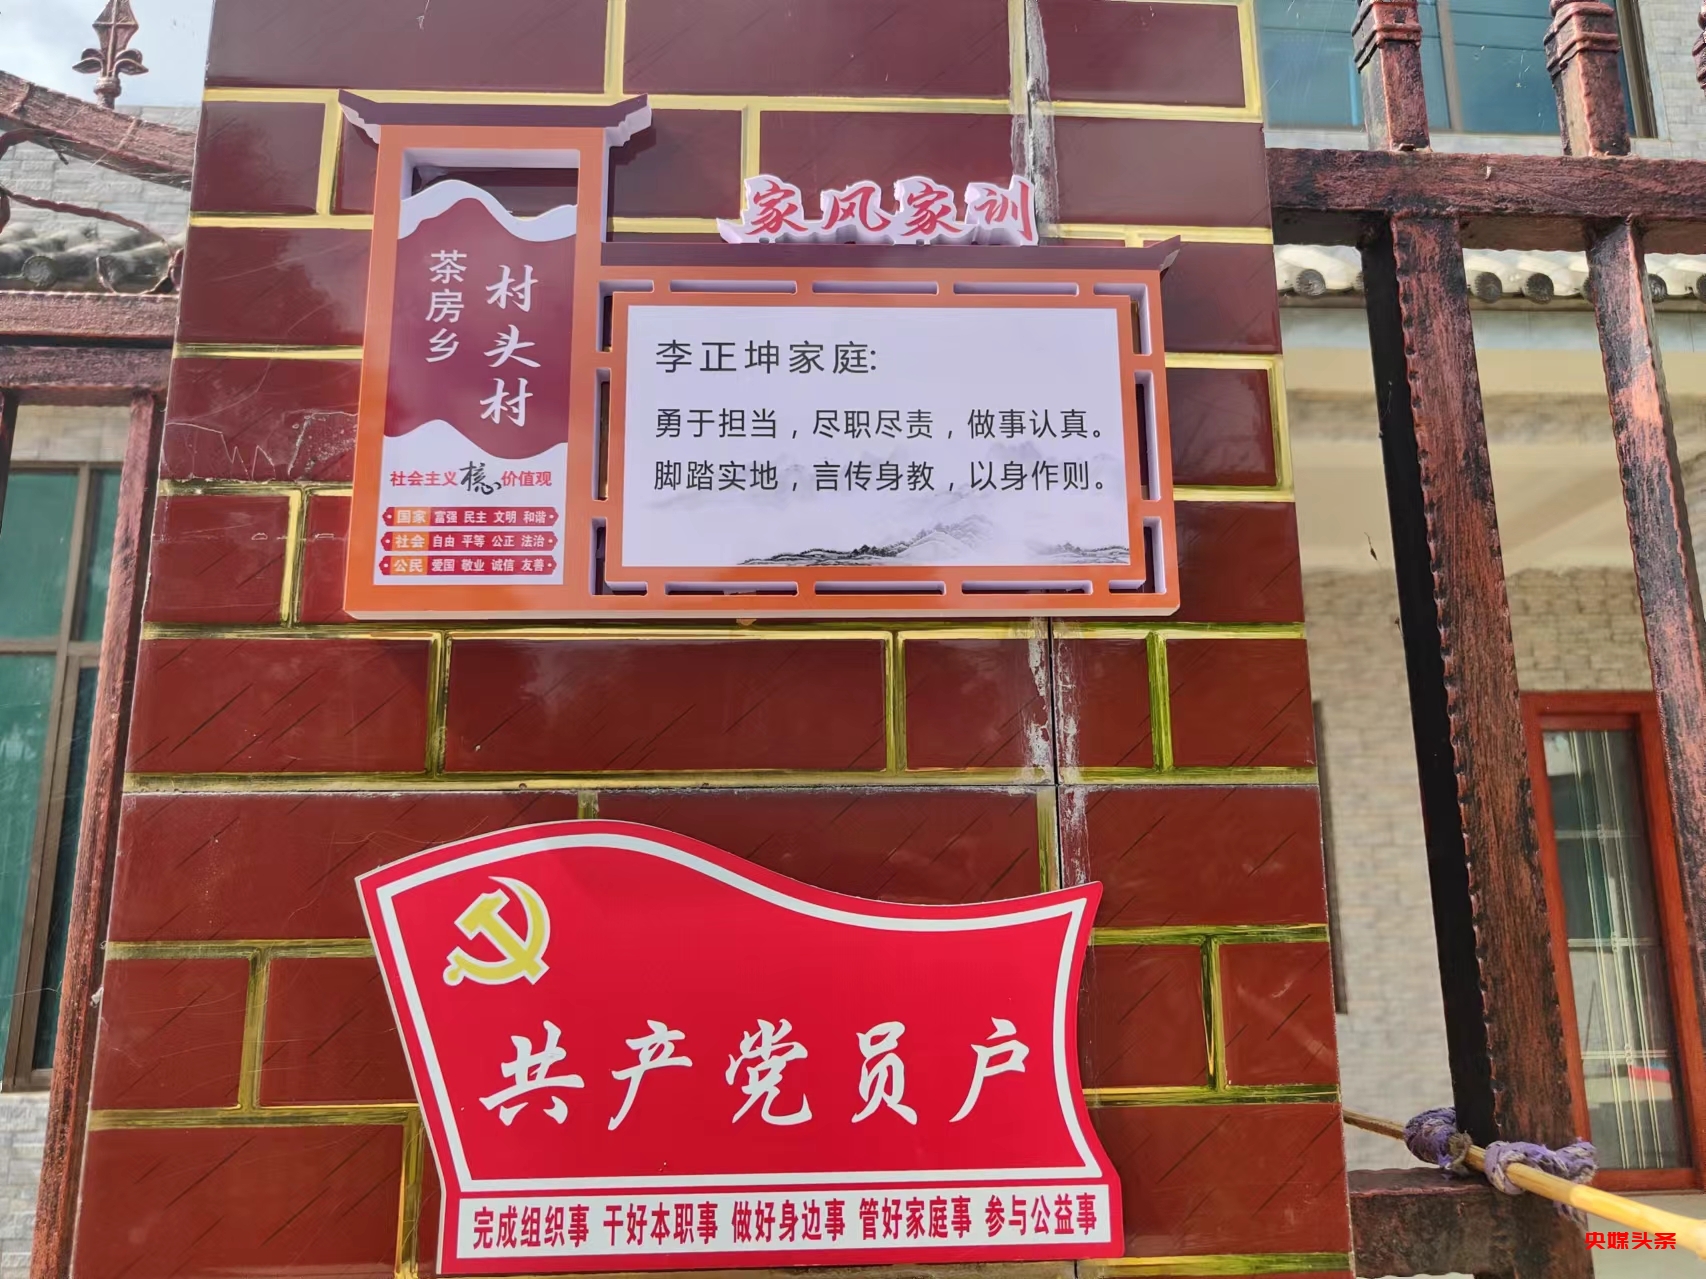 家风家训
茶房乡
村头村
社会主义核心价值观
国家 富强 民主 文明 和谐
社会 自由 平等 公正 法治
公民 爱国 敬业 诚信 友善
李正坤家庭:
勇于担当，尽职尽责，做事认真。
脚踏实地，言传身教，以身作则。
共产党员户
完成组织事 干好本职事 做好身边事 管好家庭事 参与公益事
央媒头条